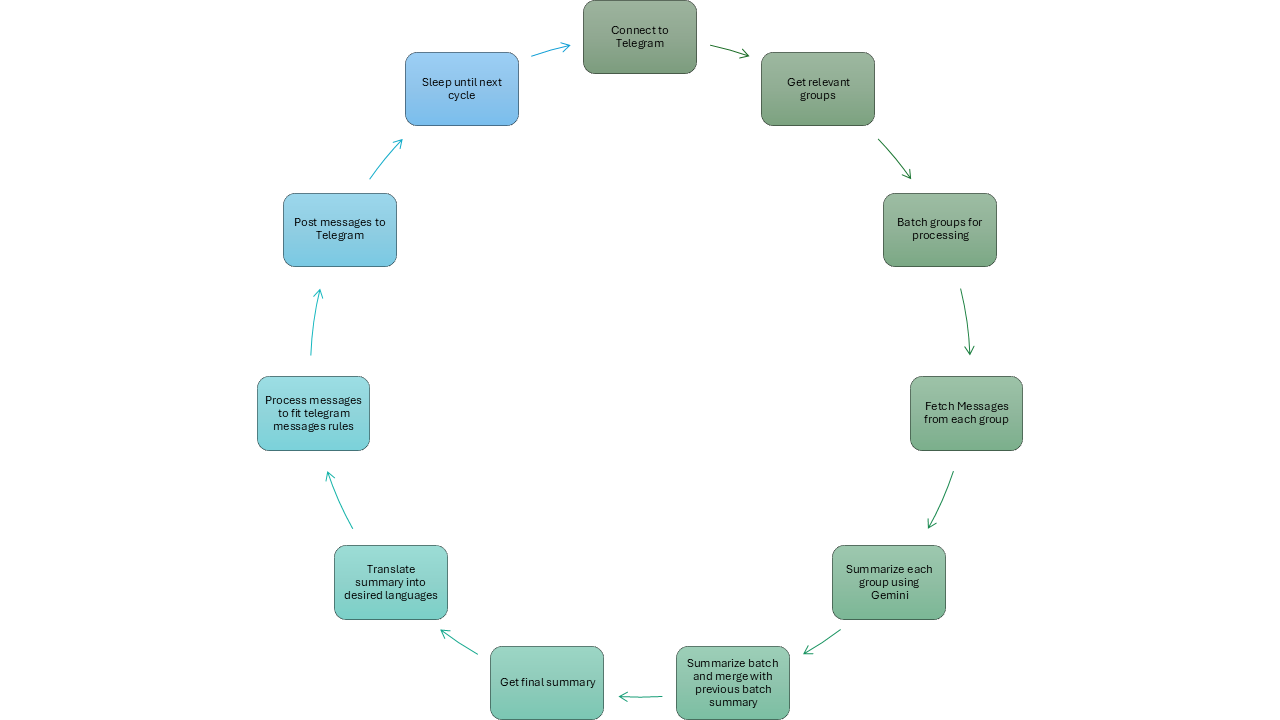 Connect to
Telegram
Get relevant
groups
Batch groups for
processing
Fetch Messages
from each group
Summarize each
group using
Gemini
Summarize batch
and merge with
previous batch
summary
Get final summary
Translate
summary into
desired languages
Process messages
to fit telegram
messages rules
Post messages to
Telegram
Sleep until next
cycle